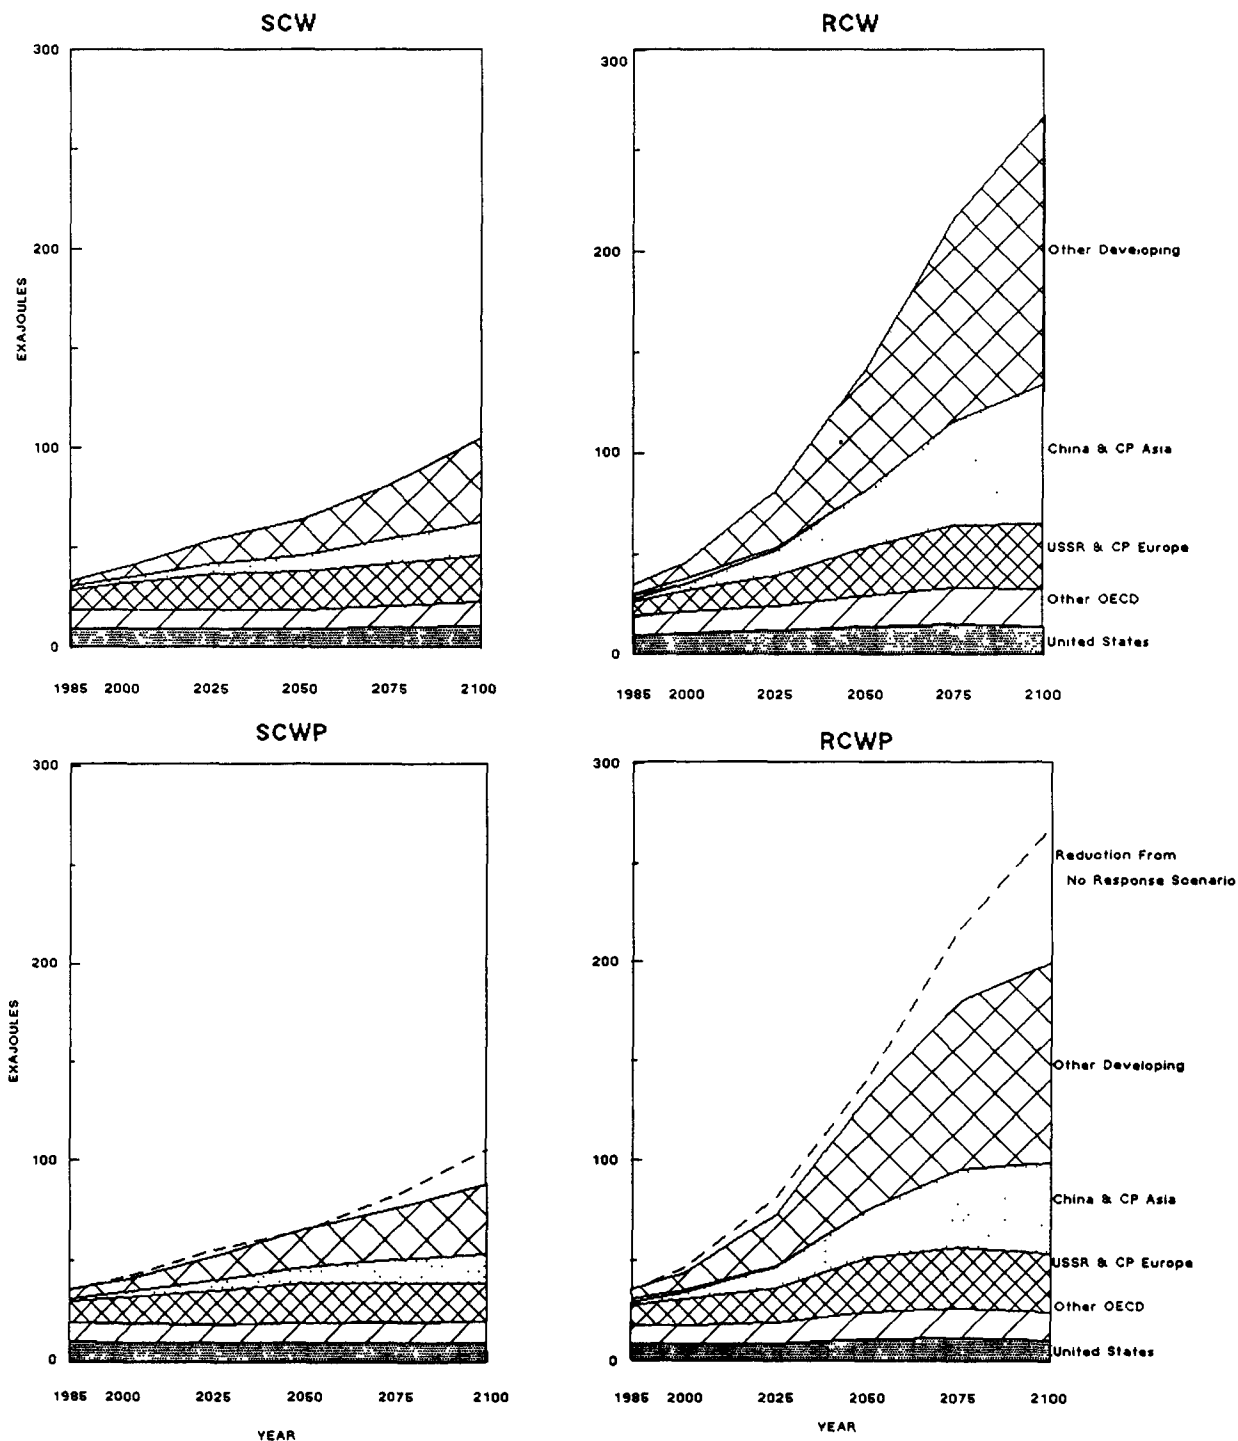 SCW
300
200
100
0
EXAJOULES
1985 2000 2025 2050 2075 2100
RCW
300
200
100
0
Other Developing
China & CP Asia
USSR & CP Europe
Other OECD
United States
1985 2000 2025 2050 2075 2100
SCWP
300
200
100
0
EXAJOULES
1985 2000 2025 2050 2075 2100
YEAR
RCWP
300
200
100
0
Reduction From
No Response Scenario
Other Developing
China & CP Asia
USSR & CP Europe
Other OECD
United States
1985 2000 2025 2050 2075 2100
YEAR